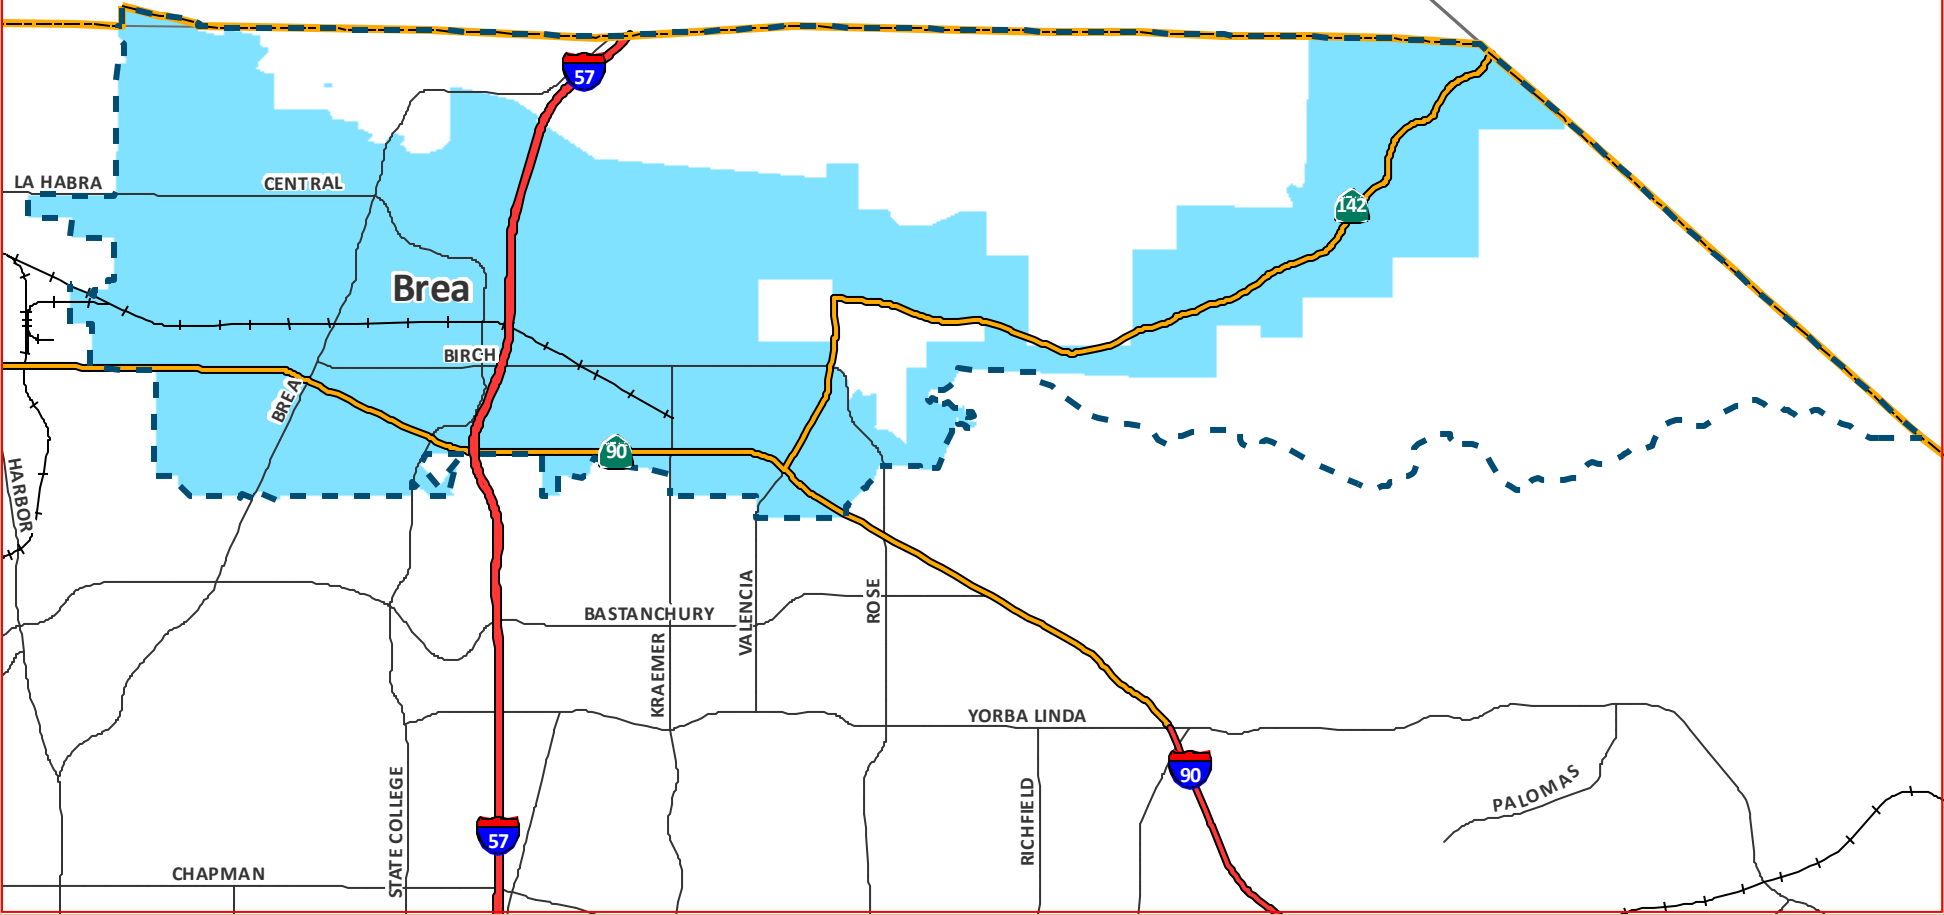 57
LA HABRA
CENTRAL
142
Brea
BIRCH
BREA
90
HARBOR
BASTANCHURY
VALENCIA
ROSE
KRAEMER
YORBA LINDA
90
PALOMAS
STATE COLLEGE
RICHFIELD
57
CHAPMAN